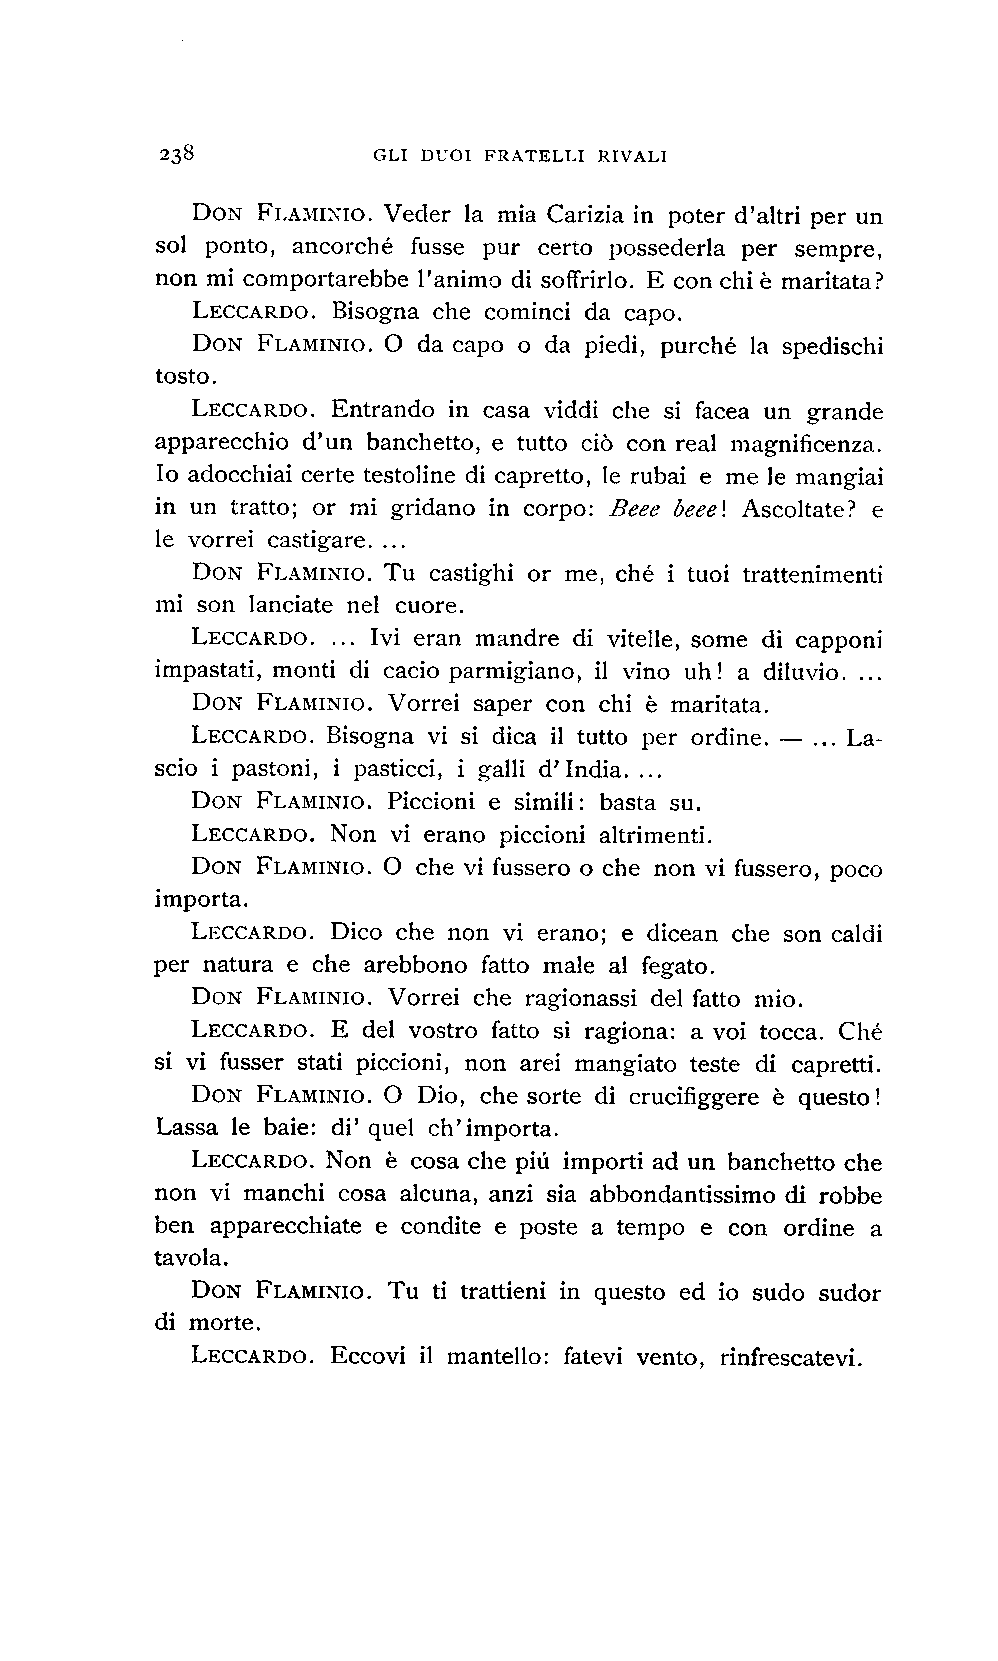 238 GLI DUOI FRATELLI RIVALI
DON FLAMINIO. Veder la mia Carizia in poter d'altri per un
sol ponto, ancorché fusse pur certo possederla per sempre,
non mi comportarebbe l'animo di soffrirlo. E con chi è maritata?
LECCARDO. Bisogna che cominci da capo.
DON FLAMINIO. O da capo o da piedi, purché la spedischi
tosto.
LECCARDO. Entrando in casa viddi che si facea un grande
apparecchio d'un banchetto, e tutto ciò con real magnificenza.
Io adocchiai certe testoline di capretto, le rubai e me le mangiai
in un tratto; or mi gridano in corpo: Beee beee! Ascoltate? e
le vorrei castigare. ...
DON FLAMINIO. Tu castighi or me, ché i tuoi trattenimenti
mi son lanciate nel cuore.
LECCARDO. ... Ivi eran mandre di vitelle, some di capponi
impastati, monti di cacio parmigiano, il vino uh! a diluvio. ...
DON FLAMINIO. Vorrei saper con chi è maritata.
LECCARDO. Bisogna vi si dica il tutto per ordine. — ... La-
scio i pastoni, i pasticci, i galli d'India. ...
DON FLAMINIO. Piccioni e simili: basta su.
LECCARDO. Non vi erano piccioni altrimenti.
DON FLAMINIO. O che vi fussero o che non vi fussero, poco
importa.
LECCARDO. Dico che non vi erano; e dicean che son caldi
per natura e che arebbono fatto male al fegato.
DON FLAMINIO. Vorrei che ragionassi del fatto mio.
LECCARDO. E del vostro fatto si ragiona: a voi tocca. Ché
si vi fusser stati piccioni, non arei mangiato teste di capretti.
DON FLAMINIO. O Dio, che sorte di crucifiggere è questo!
Lassa le baie: di' quel ch'importa.
LECCARDO. Non è cosa che piú importi ad un banchetto che
non vi manchi cosa alcuna, anzi sia abbondantissimo di robbe
ben apparecchiate e condite e poste a tempo e con ordine a
tavola.
DON FLAMINIO. Tu ti trattieni in questo ed io sudo sudor
di morte.
LECCARDO. Eccovi il mantello: fatevi vento, rinfrescatevi.